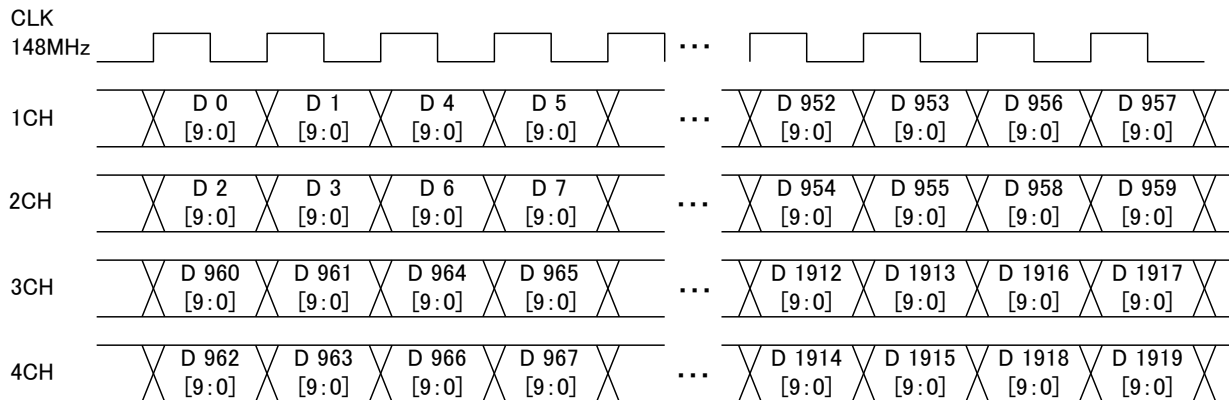 CLK
148MHz ...
1CH D 0 D 1 D 4 D 5 ... D 952 D 953 D 956 D 957
[9:0] [9:0] [9:0] [9:0] [9:0] [9:0] [9:0] [9:0]
2CH D 2 D 3 D 6 D 7 ... D 954 D 955 D 958 D 959
[9:0] [9:0] [9:0] [9:0] [9:0] [9:0] [9:0] [9:0]
3CH D 960 D 961 D 964 D 965 ... D 1912 D 1913 D 1916 D 1917
[9:0] [9:0] [9:0] [9:0] [9:0] [9:0] [9:0] [9:0]
4CH D 962 D 963 D 966 D 967 ... D 1914 D 1915 D 1918 D 1919
[9:0] [9:0] [9:0] [9:0] [9:0] [9:0] [9:0] [9:0]